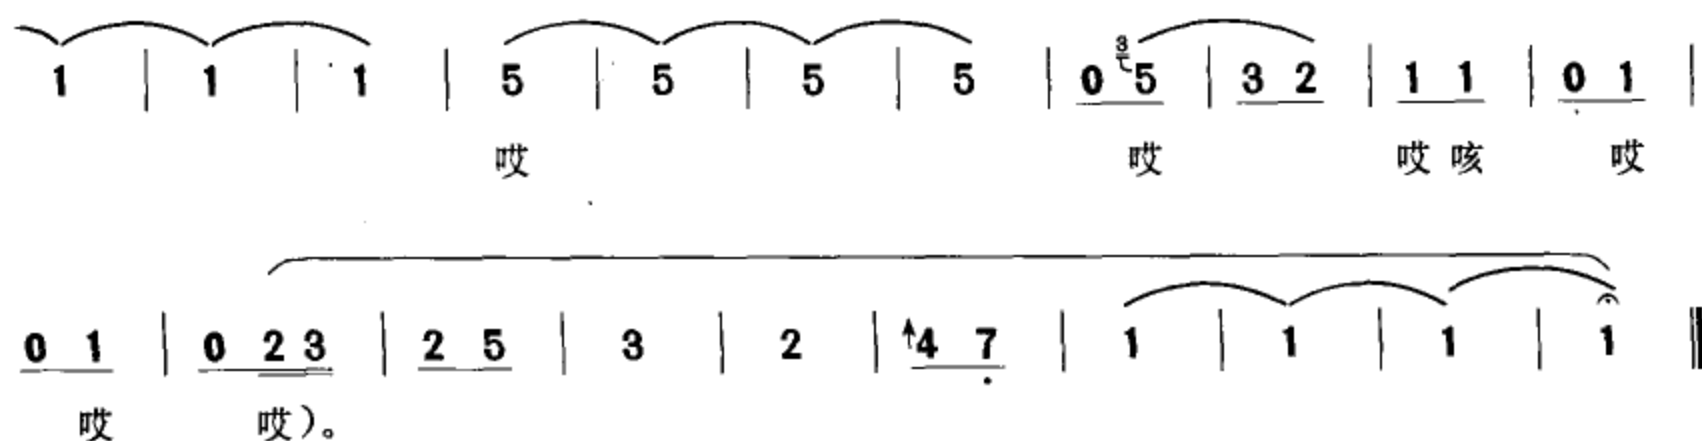 1 | 1 | 1 | 5 | 5 | 5 | 5 | 0 3 5 | 3 2 | 1 1 | 0 1 |
哎 哎 哎 咳 哎
0 1 | 0 2 3 | 2 5 | 3 | 2 | ↑4 7 | 1 | 1 | 1 | 1 ‖
哎 哎）。